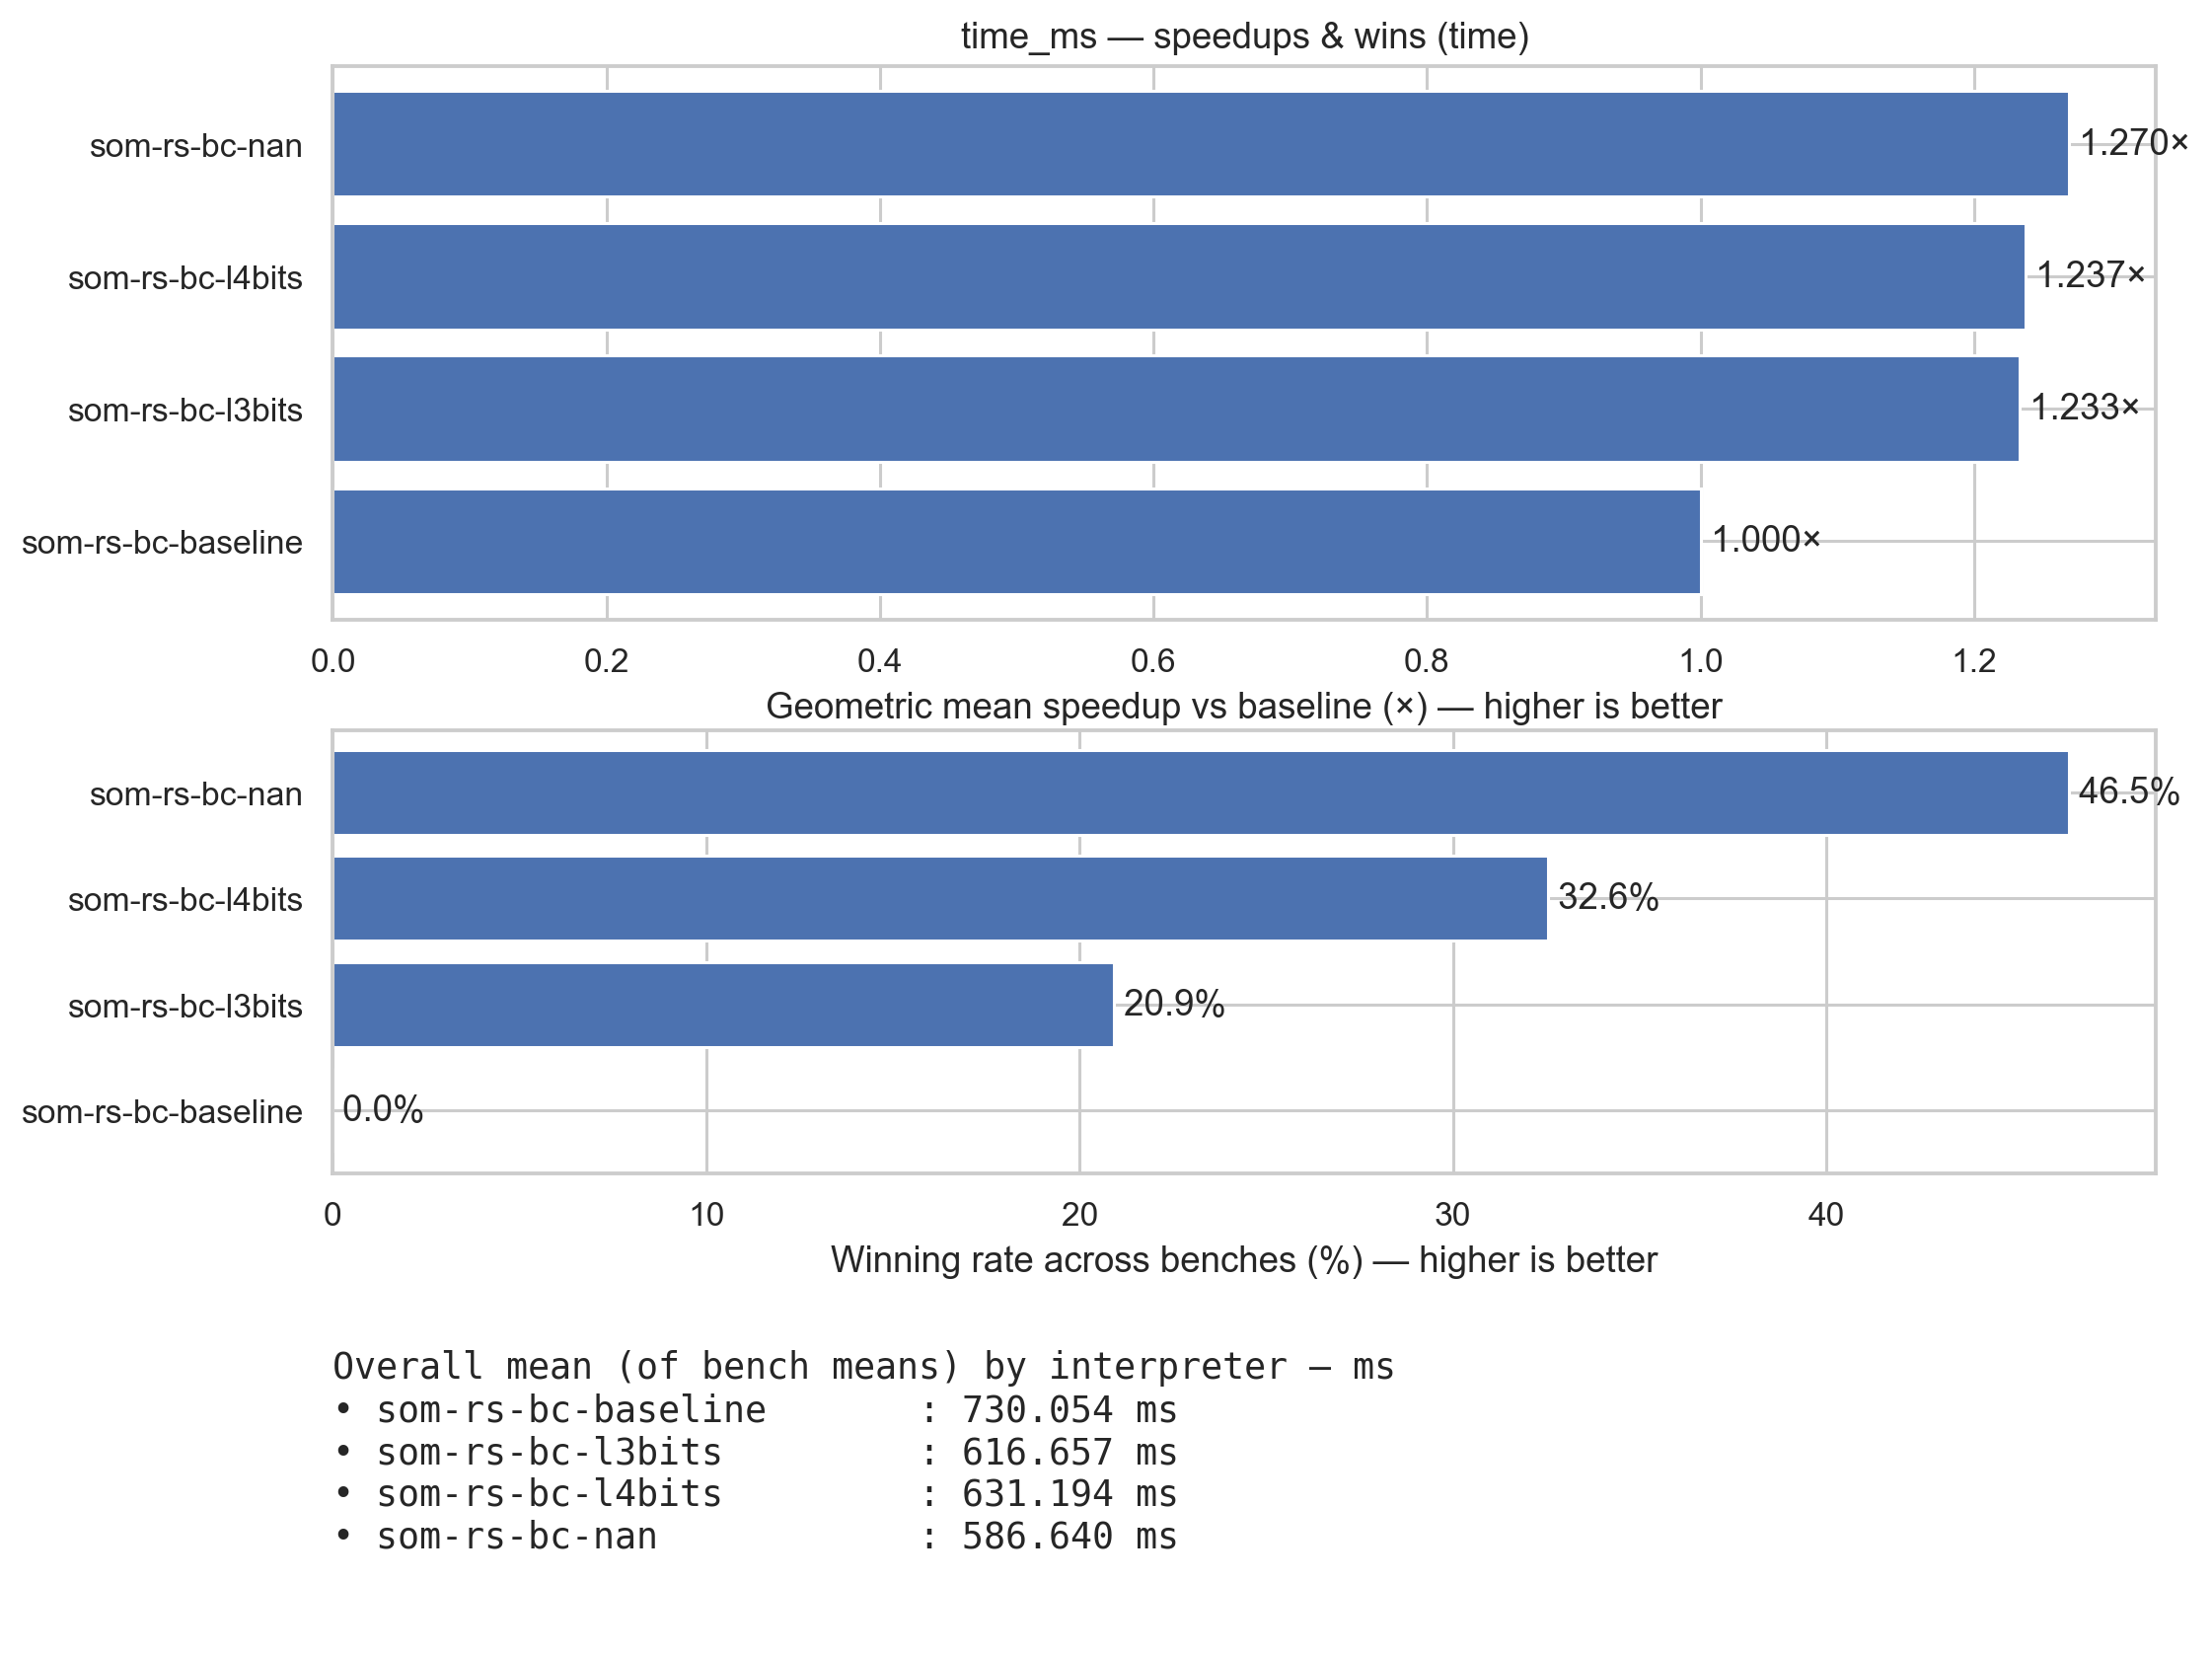 time_ms — speedups & wins (time)
som-rs-bc-nan
1.270×
som-rs-bc-l4bits
1.237×
som-rs-bc-l3bits
1.233×
som-rs-bc-baseline
1.000×
0.0 0.2 0.4 0.6 0.8 1.0 1.2
Geometric mean speedup vs baseline (×) — higher is better
som-rs-bc-nan
46.5%
som-rs-bc-l4bits
32.6%
som-rs-bc-l3bits
20.9%
som-rs-bc-baseline
0.0%
0 10 20 30 40
Winning rate across benches (%) — higher is better
Overall mean (of bench means) by interpreter — ms
• som-rs-bc-baseline : 730.054 ms
• som-rs-bc-l3bits : 616.657 ms
• som-rs-bc-l4bits : 631.194 ms
• som-rs-bc-nan : 586.640 ms